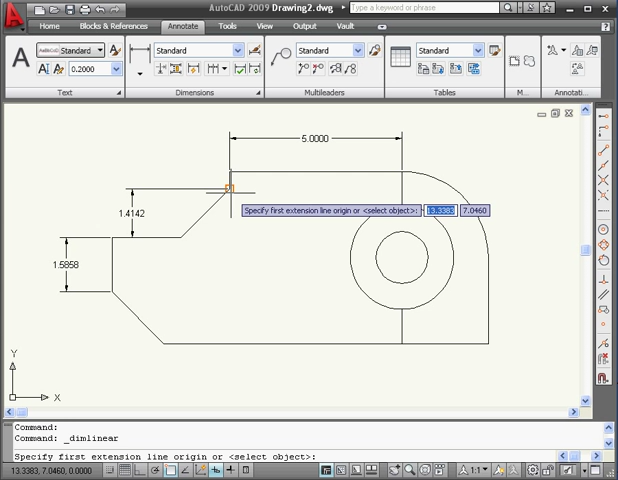 AutoCAD 2009 Drawing2.dwg
Type a keyword or phrase
Home Blocks & References Annotate Tools View Output Vault
A Standard Standard Standard Standard
0.2000
Text Dimensions Multileaders Tables M... Annotati...
5.0000
1.4142
Specify first extension line origin or <select object>: 13.3383 7.0460
1.5858
Y
X
Command:
Command: _dimlinear
Specify first extension line origin or <select object>:
13.3383, 7.0460, 0.0000 1:1